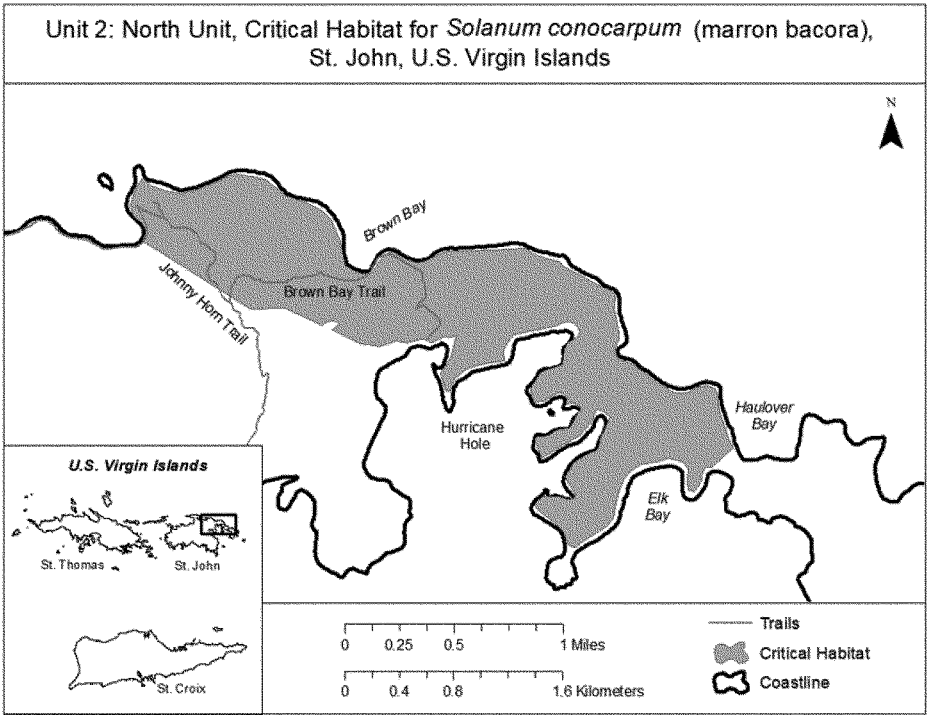 Unit 2: North Unit, Critical Habitat for Solanum conocarpum (marron bacora),
St. John, U.S. Virgin Islands
N
Brown Bay
Johnny Horn Trail
Brown Bay Trail
Hurricane
Hole
Haulover
Bay
Elk
Bay
U.S. Virgin Islands
St. Thomas
St. John
St. Croix
0 0.25 0.5 1 Miles
0 0.4 0.8 1.6 Kilometers
Trails
Critical Habitat
Coastline